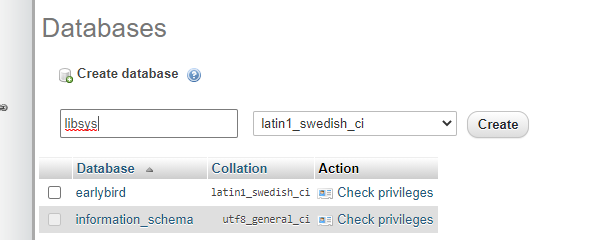 Databases
Create database
libsys latin1_swedish_ci Create
Database Collation Action
earlybird latin1_swedish_ci Check privileges
information_schema utf8_general_ci Check privileges